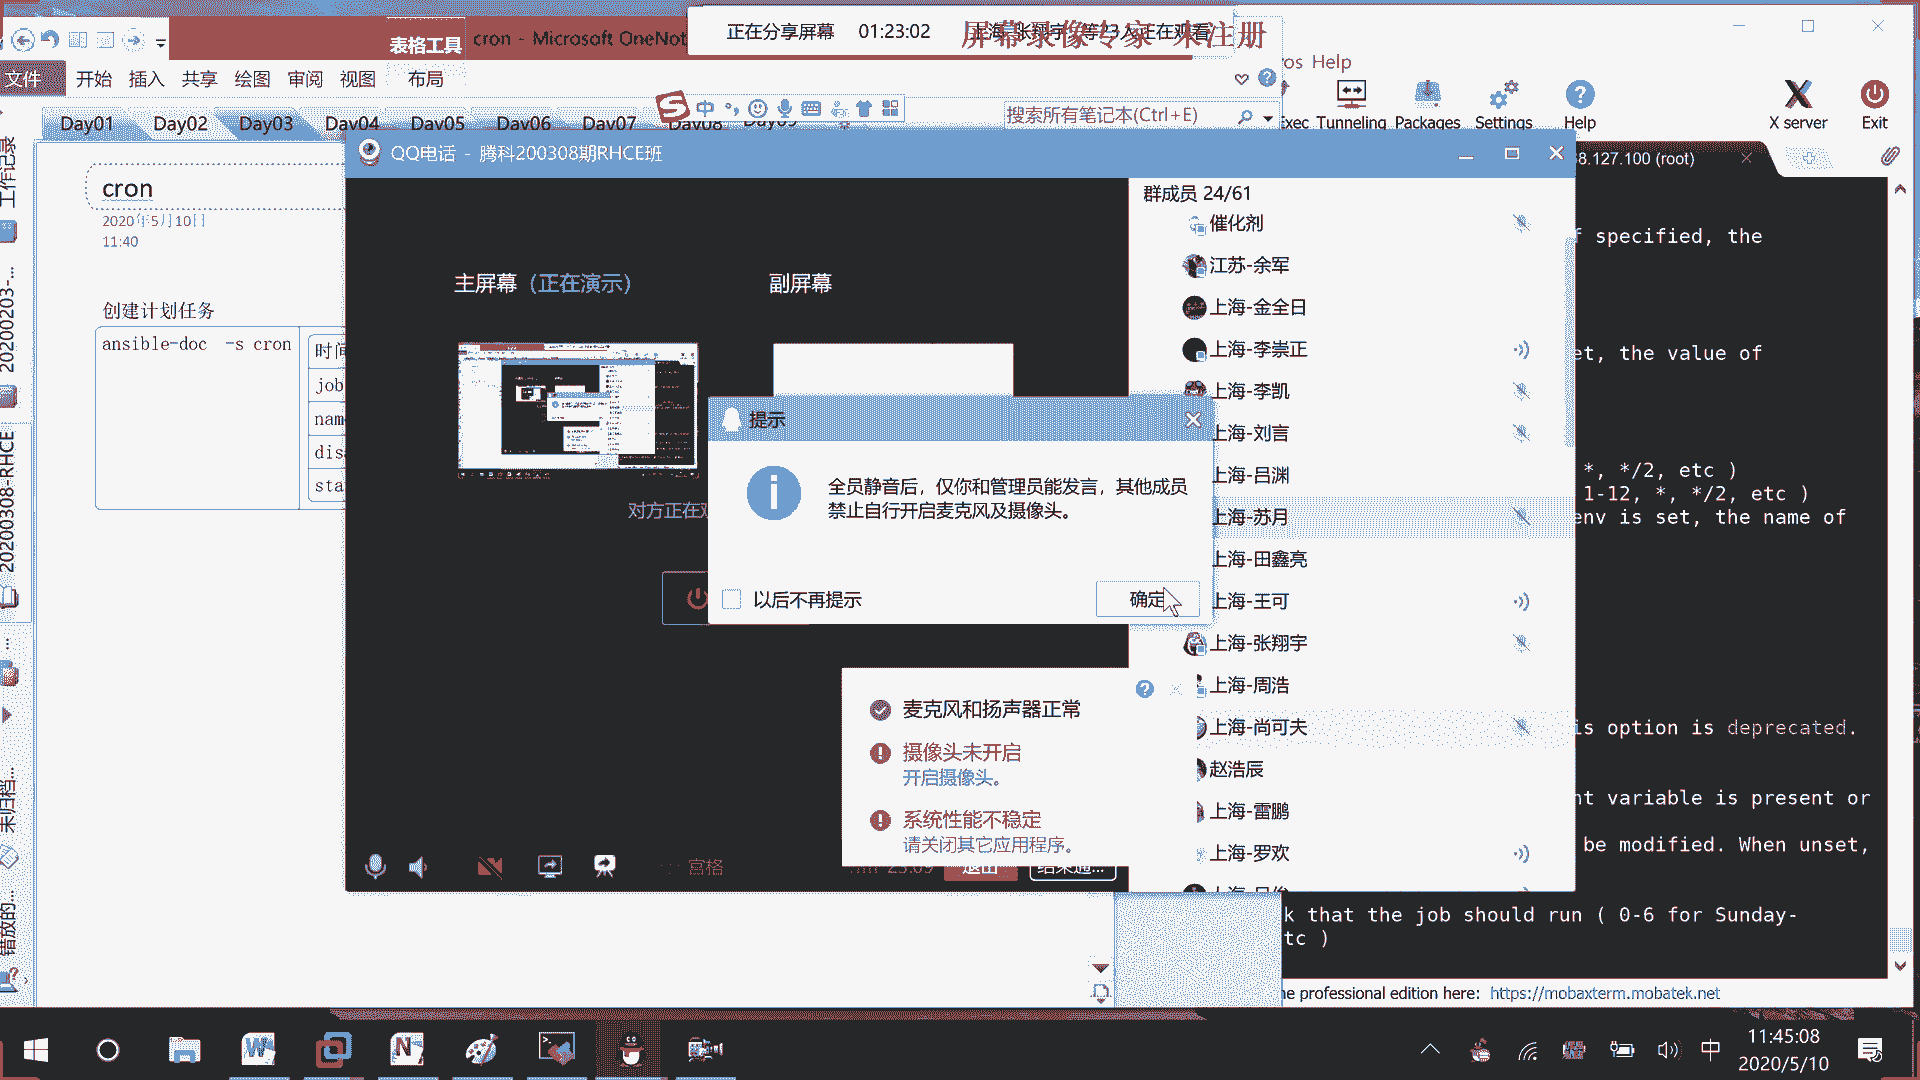 表格工具
cron - Microsoft OneNot
正在分享屏幕 01:23:02
屏幕录像专家 未注册
文件 开始 插入 共享 绘图 审阅 视图 布局
Help
搜索所有笔记本(Ctrl+E)
Exec Tunneling Packages Settings Help
X server Exit
Day01 Day02 Day03 Day04 Day05 Day06 Day07 Day08
QQ电话 - 腾科200308期RHCE班
8.127.100 (root)
cron
2020年5月10日
11:40
创建计划任务
ansible-doc -s cron
时间
job
nam
dis
sta
工作记录
20200203-...
20200308-RHCE
未归档...
错放的...
主屏幕（正在演示）
副屏幕
对方正在观
群成员 24/61
催化剂
江苏-余军
上海-金全日
上海-李崇正
上海-李凯
上海-刘言
上海-吕渊
上海-苏月
上海-田鑫亮
上海-王可
上海-张翔宇
上海-周浩
上海-尚可夫
赵浩辰
上海-雷鹏
上海-罗欢
提示
全员静音后，仅你和管理员能发言，其他成员
禁止自行开启麦克风及摄像头。
以后不再提示
确定
麦克风和扬声器正常
摄像头未开启
开启摄像头。
系统性能不稳定
请关闭其它应用程序。
宫格
退出
结束通...
f specified, the
et, the value of
*, */2, etc )
1-12, *, */2, etc )
env is set, the name of
is option is deprecated.
nt variable is present or
be modified. When unset,
k that the job should run ( 0-6 for Sunday-
tc )
he professional edition here: https://mobaxterm.mobatek.net
中
11:45:08
2020/5/10